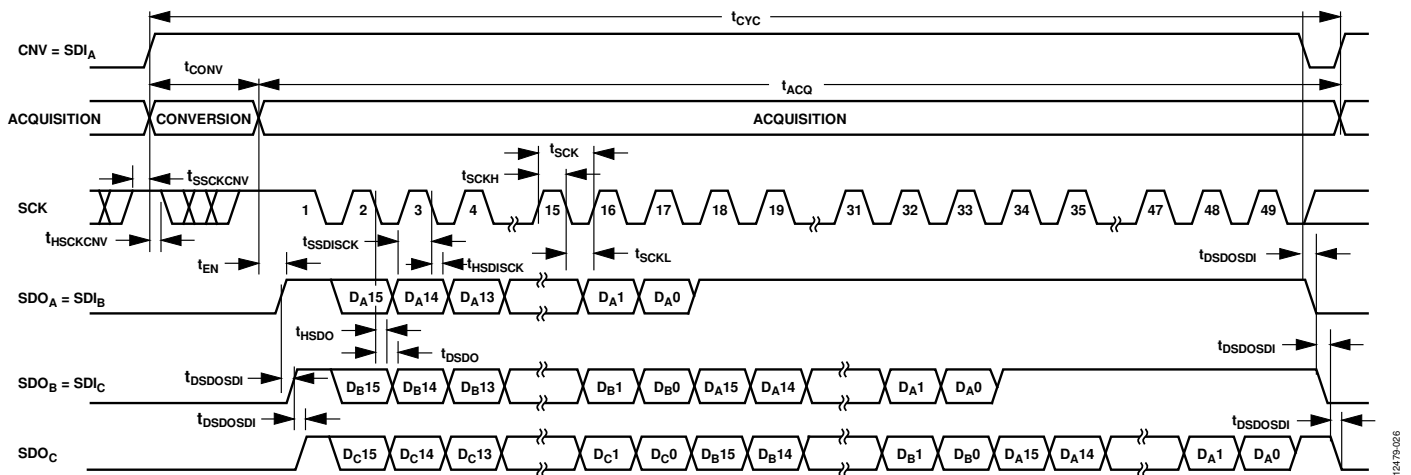 tCYC
CNV = SDIA
tCONV
tACQ
ACQUISITION CONVERSION ACQUISITION
tSCK
tSSCKCNV tSCKH
SCK 1 2 3 4 15 16 17 18 19 31 32 33 34 35 47 48 49
tHSCKCNV tSSDISCK tSCKL tDSDOSDI
tEN tHSDISCK
SDOA = SDIB DA15 DA14 DA13 DA1 DA0
tHSDO
tDSDO tDSDOSDI
tDSDOSDI
SDOB = SDIC DB15 DB14 DB13 DB1 DB0 DA15 DA14 DA1 DA0
tDSDOSDI tDSDOSDI
SDOC DC15 DC14 DC13 DC1 DC0 DB15 DB14 DB1 DB0 DA15 DA14 DA1 DA0
12479-026